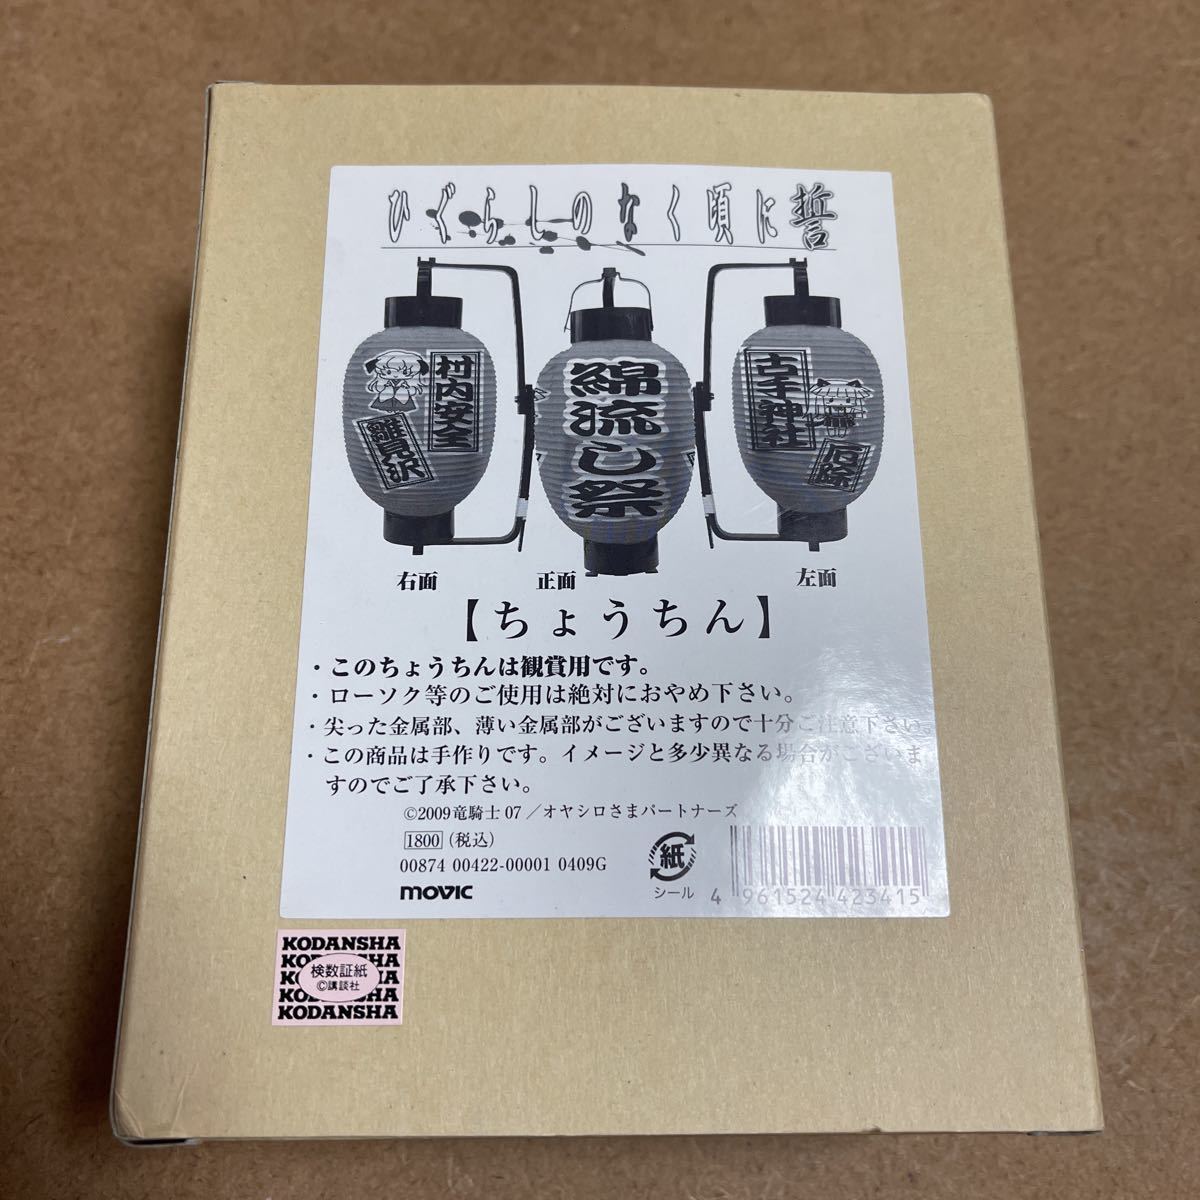 ひぐらしのなく頃に誓
村内安全
雛見沢
綿流し祭
古手神社
厄除
右面
正面
左面
【ちょうちん】
・このちょうちんは観賞用です。
・ローソク等のご使用は絶対におやめ下さい。
・尖った金属部、薄い金属部がございますので十分ご注意下さい。
・この商品は手作りです。イメージと多少異なる場合がございま
すのでご了承下さい。
©2009竜騎士07／オヤシロさまパートナーズ
1800（税込）
00874 00422-00001 0409G
movic
紙
シール
4 961524 423415
KODANSHA
KODANSHA
検数証紙
©講談社
KODANSHA
KODANSHA